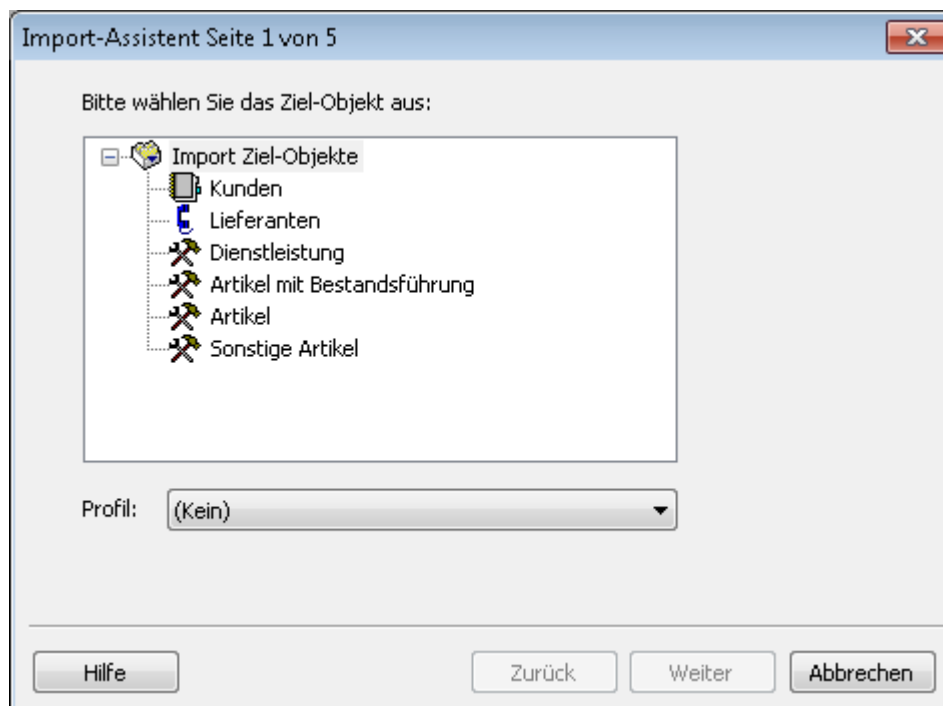 Import-Assistent Seite 1 von 5
Bitte wählen Sie das Ziel-Objekt aus:
Import Ziel-Objekte
Kunden
Lieferanten
Dienstleistung
Artikel mit Bestandsführung
Artikel
Sonstige Artikel
Profil: (Kein)
Hilfe Zurück Weiter Abbrechen